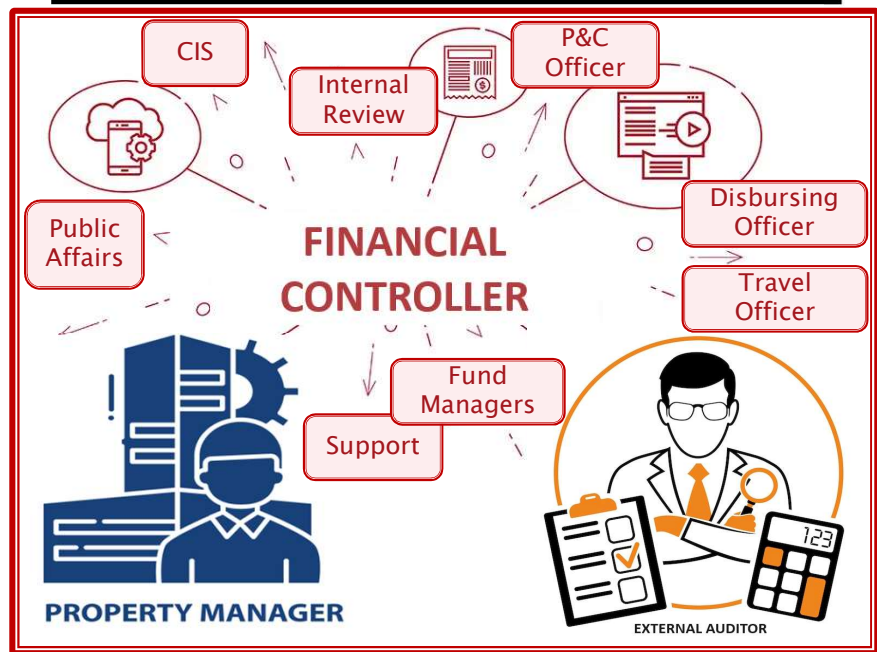 CIS
P&C
Officer
Internal
Review
Disbursing
Officer
Public
Affairs
FINANCIAL
CONTROLLER
Travel
Officer
Fund
Managers
Support
123
PROPERTY MANAGER
EXTERNAL AUDITOR